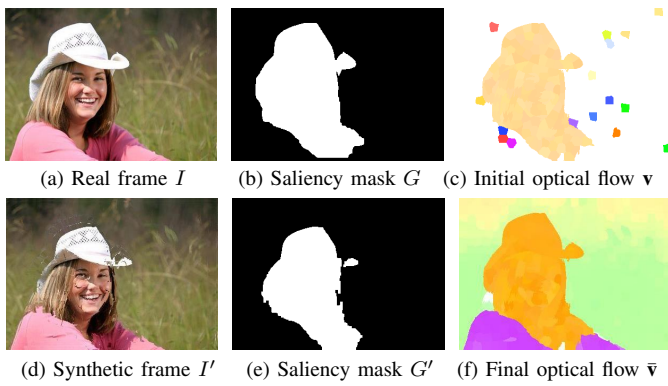 (a) Real frame I
(b) Saliency mask G
(c) Initial optical flow v
(d) Synthetic frame I′
(e) Saliency mask G′
(f) Final optical flow v̄